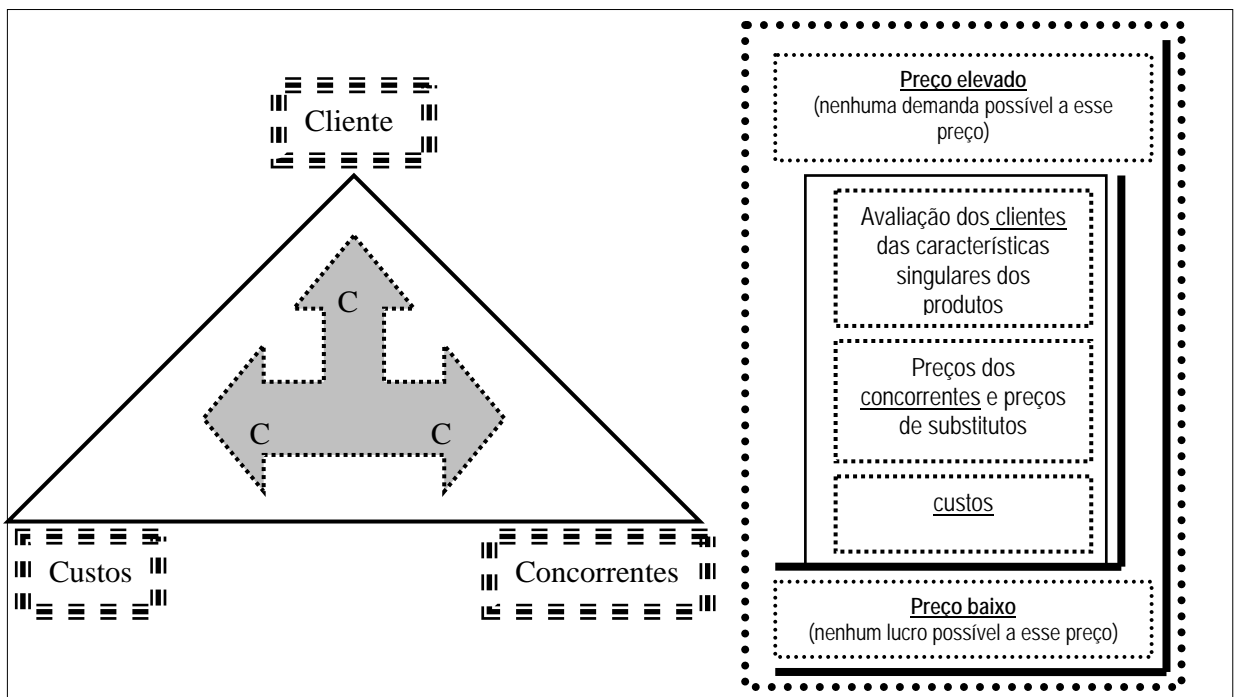 Cliente
C
C
C
Custos
Concorrentes
Preço elevado
(nenhuma demanda possível a esse
preço)
Avaliação dos clientes
das características
singulares dos
produtos
Preços dos
concorrentes e preços
de substitutos
custos
Preço baixo
(nenhum lucro possível a esse preço)